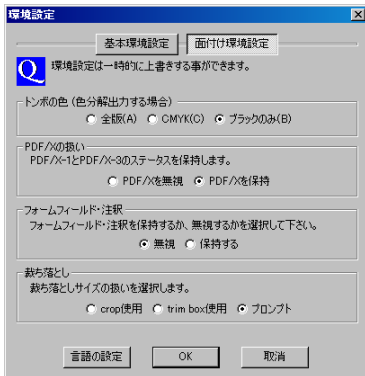 環境設定
基本環境設定 面付け環境設定
Q 環境設定は一時的に上書きする事ができます。
トンボの色 (色分解出力する場合)
全版(A) CMYK(C) ブラックのみ(B)
PDF/Xの扱い
PDF/X-1とPDF/X-3のステータスを保持します。
PDF/Xを無視 PDF/Xを保持
フォームフィールド・注釈
フォームフィールド・注釈を保持するか、無視するかを選択して下さい。
無視 保持する
裁ち落とし
裁ち落としサイズの扱いを選択します。
crop使用 trim box使用 プロンプト
言語の設定 OK 取消